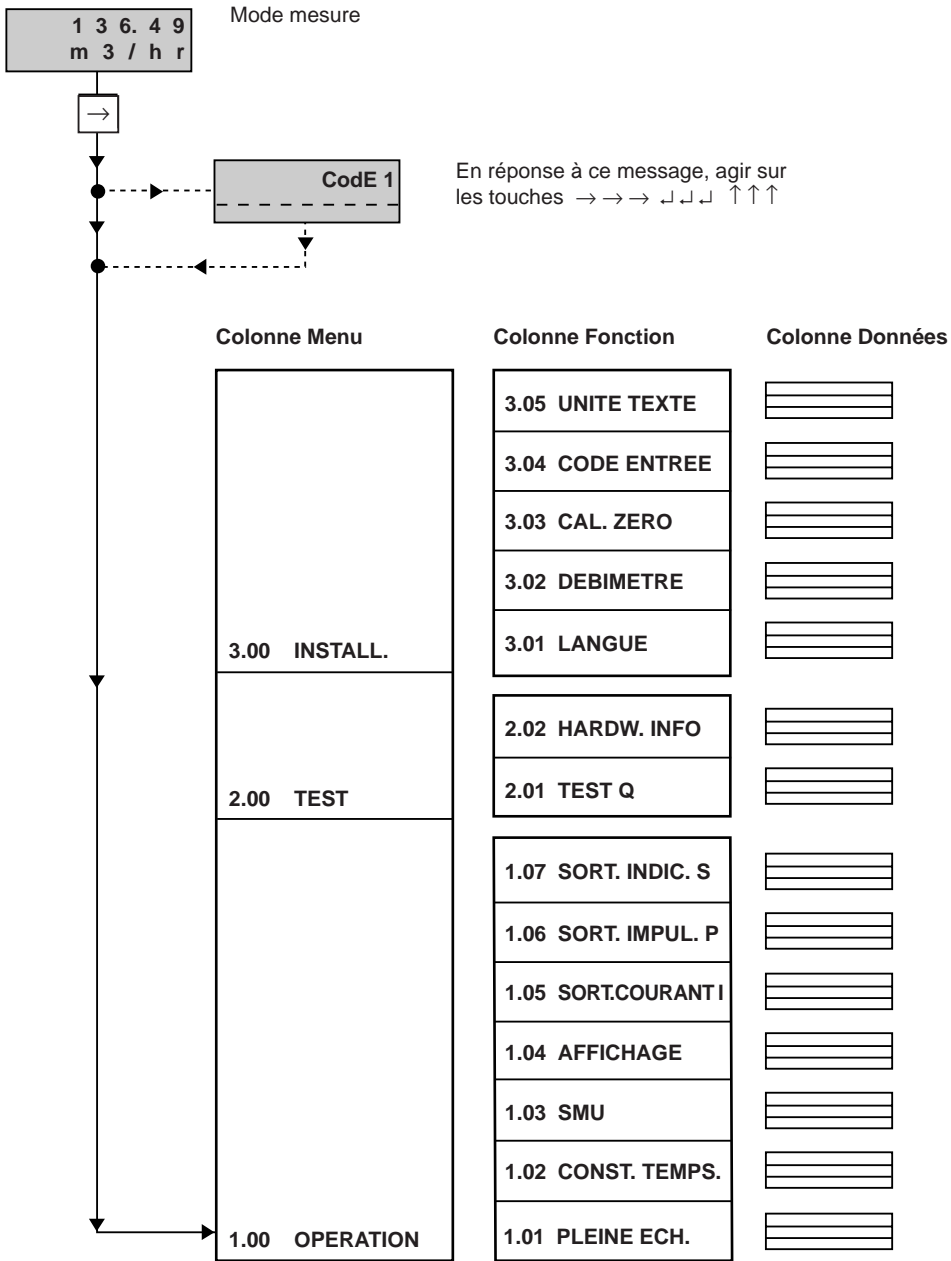 1 3 6. 4 9
m 3 / h r
Mode mesure
→
CodE 1
_ _ _ _ _ _ _ _ _
En réponse à ce message, agir sur
les touches → → → ↵ ↵ ↵ ↑ ↑ ↑
Colonne Menu
Colonne Fonction
Colonne Données
3.05 UNITE TEXTE
3.04 CODE ENTREE
3.03 CAL. ZERO
3.02 DEBIMETRE
3.00 INSTALL.
3.01 LANGUE
2.02 HARDW. INFO
2.00 TEST
2.01 TEST Q
1.07 SORT. INDIC. S
1.06 SORT. IMPUL. P
1.05 SORT.COURANT I
1.04 AFFICHAGE
1.03 SMU
1.02 CONST. TEMPS.
1.00 OPERATION
1.01 PLEINE ECH.